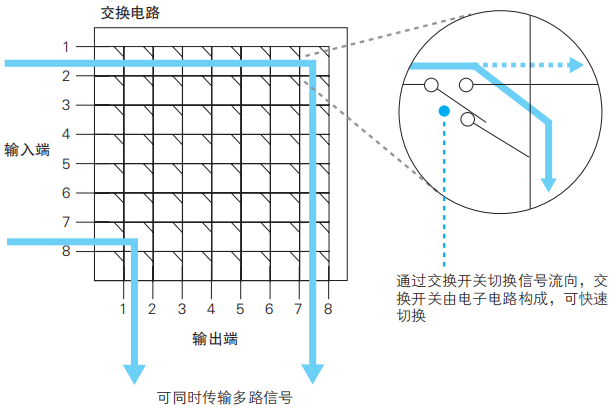 交换电路
1
2
3
4
5
6
7
8
输入端
1 2 3 4 5 6 7 8
输出端
可同时传输多路信号
通过交换开关切换信号流向，交
换开关由电子电路构成，可快速
切换